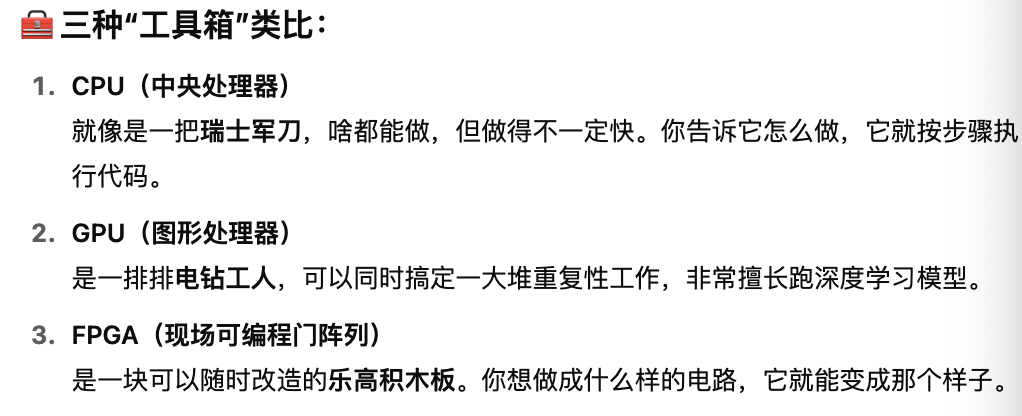 🧰 三种“工具箱”类比：
1. CPU（中央处理器）
就像是一把瑞士军刀，啥都能做，但做得不一定快。你告诉它怎么做，它就按步骤执
行代码。
2. GPU（图形处理器）
是一排排电钻工人，可以同时搞定一大堆重复性工作，非常擅长跑深度学习模型。
3. FPGA（现场可编程门阵列）
是一块可以随时改造的乐高积木板。你想做成什么样的电路，它就能变成那个样子。